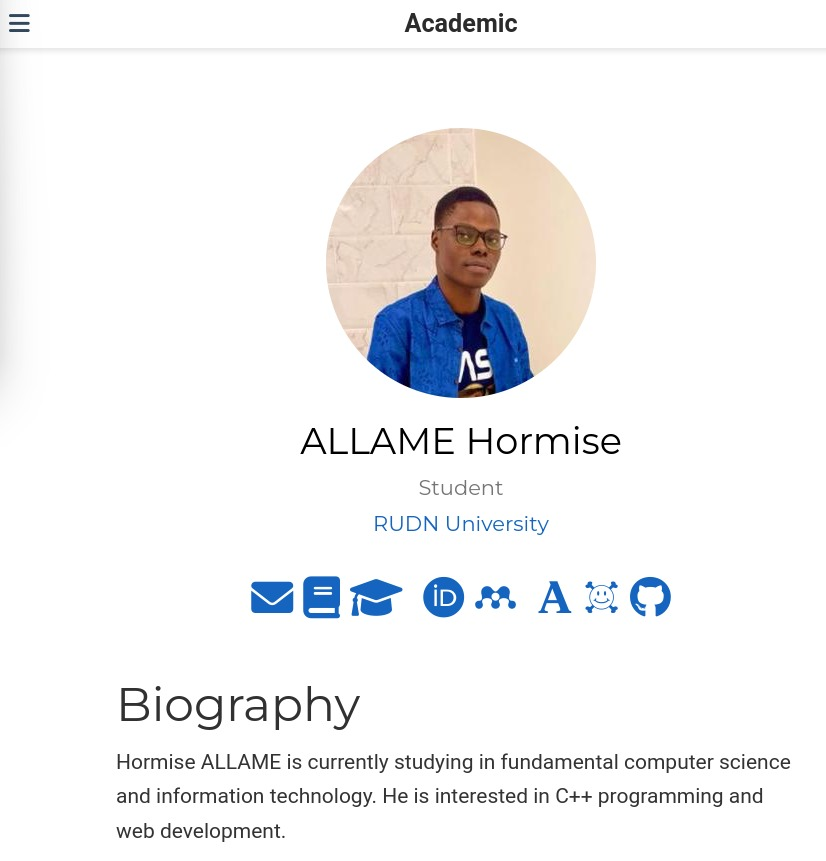 Academic
ALLAME Hormise
Student
RUDN University
Biography
Hormise ALLAME is currently studying in fundamental computer science
and information technology. He is interested in C++ programming and
web development.